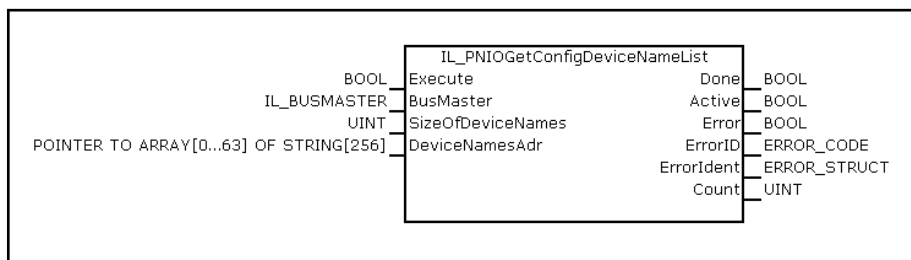 IL_PNIOGetConfigDeviceNameList
BOOL Execute Done BOOL
IL_BUSMASTER BusMaster Active BOOL
UINT SizeOfDeviceNames Error BOOL
POINTER TO ARRAY[0...63] OF STRING[256] DeviceNamesAdr ErrorID ERROR_CODE
ErrorIdent ERROR_STRUCT
Count UINT